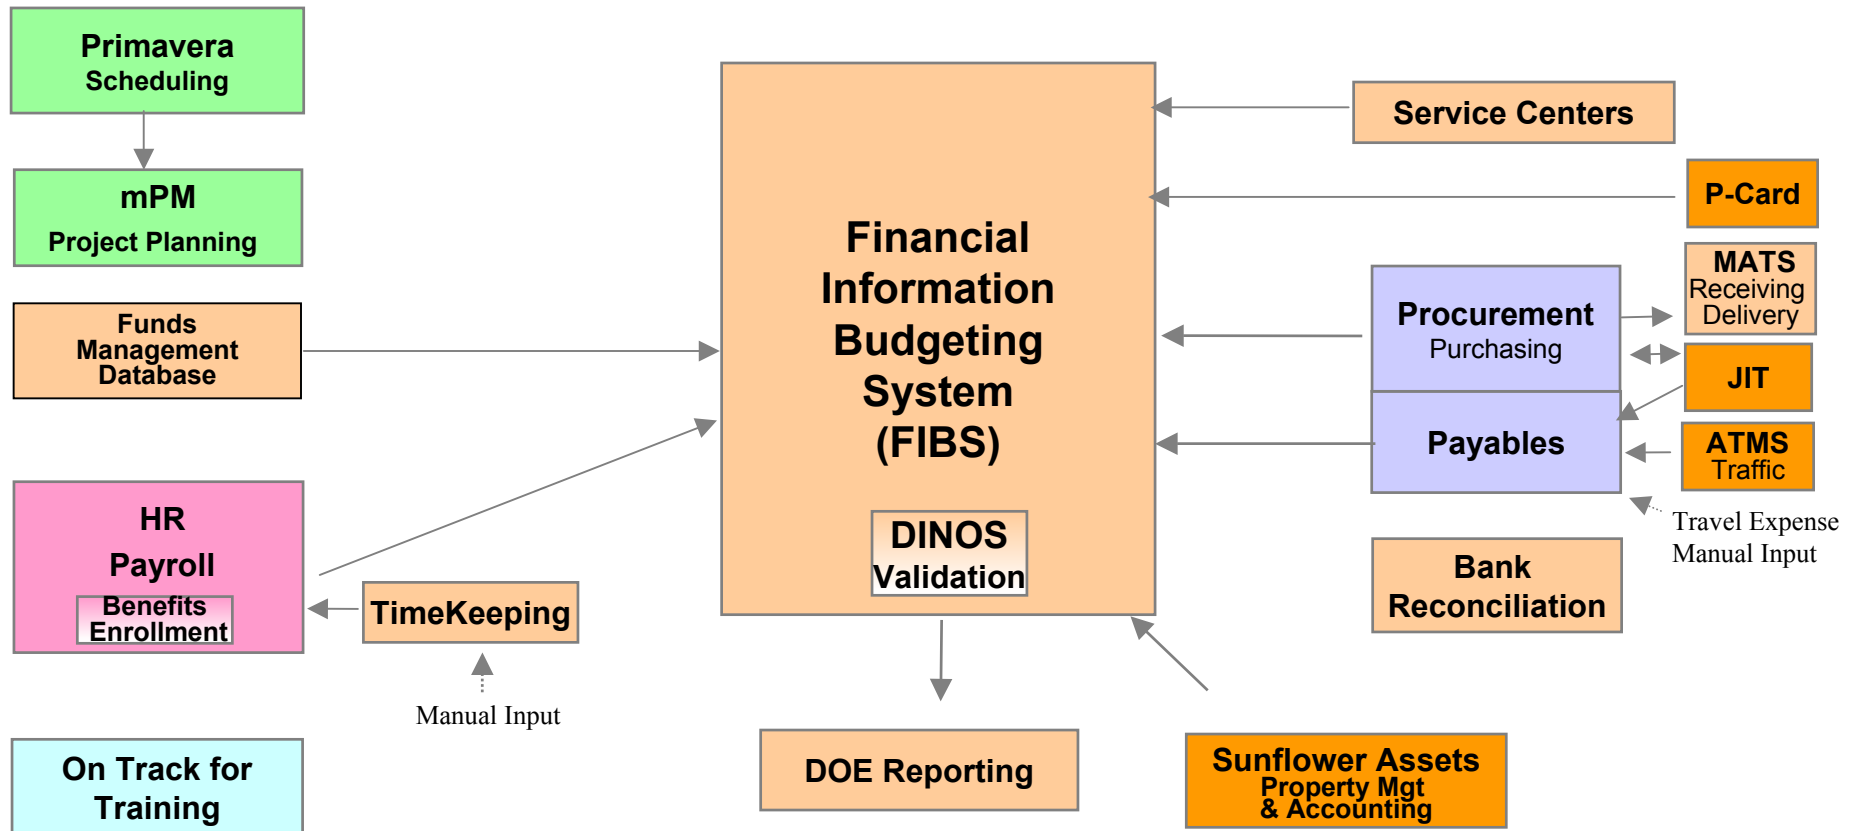 Primavera
Scheduling
mPM
Project Planning
Funds
Management
Database
HR
Payroll
Benefits
Enrollment
TimeKeeping
Manual Input
On Track for
Training
Financial
Information
Budgeting
System
(FIBS)
DINOS
Validation
DOE Reporting
Service Centers
P-Card
Procurement
Purchasing
MATS
Receiving
Delivery
JIT
Payables
ATMS
Traffic
Travel Expense
Manual Input
Bank
Reconciliation
Sunflower Assets
Property Mgt
& Accounting